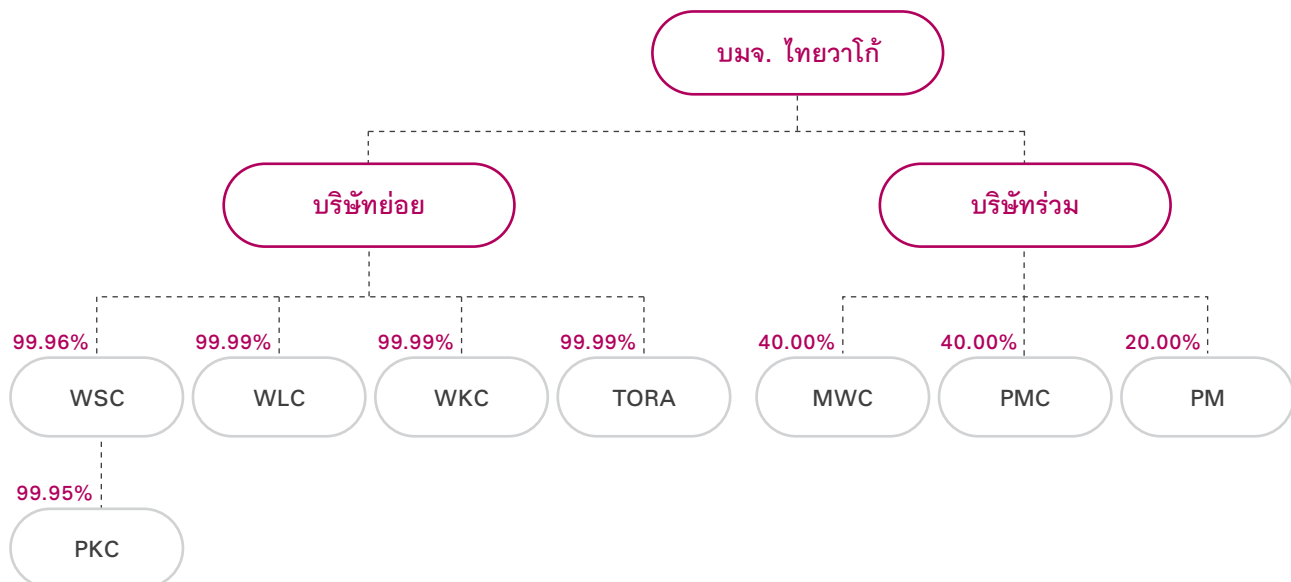 บมจ. ไทยวาโก้
บริษัทย่อย
บริษัทร่วม
99.96%
99.99%
99.99%
99.99%
40.00%
40.00%
20.00%
WSC
WLC
WKC
TORA
MWC
PMC
PM
99.95%
PKC